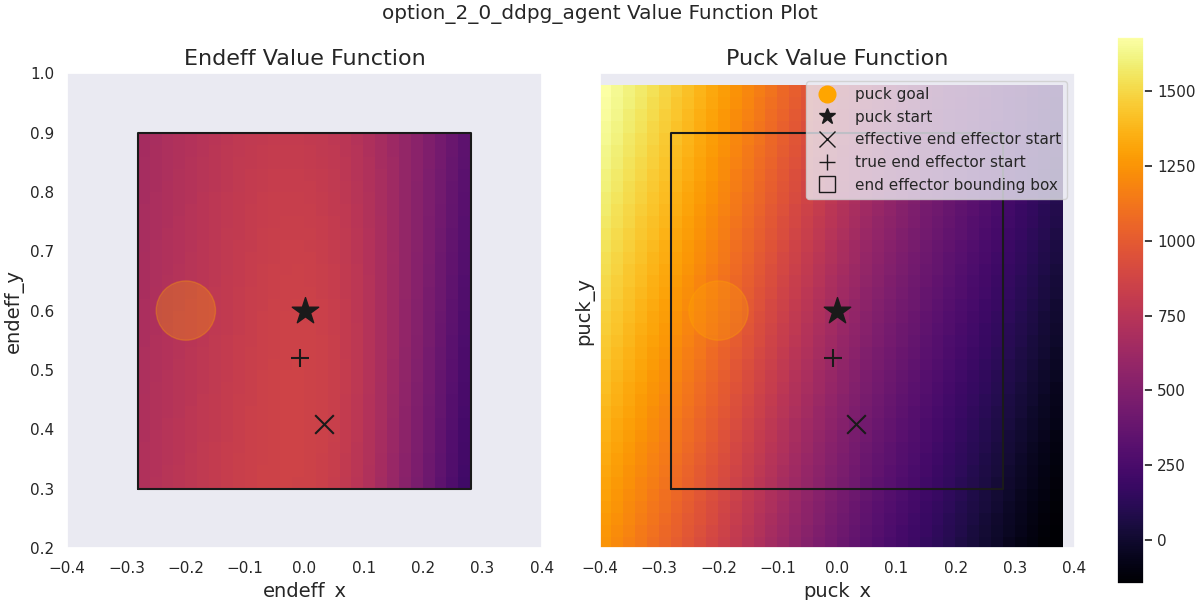 option_2_0_ddpg_agent Value Function Plot
Endeff Value Function
1.0
0.9
0.8
0.7
0.6
0.5
0.4
0.3
0.2
endeff_y
−0.4 −0.3 −0.2 −0.1 0.0 0.1 0.2 0.3 0.4
endeff_x
Puck Value Function
puck goal
puck start
effective end effector start
true end effector start
end effector bounding box
puck_y
−0.4 −0.3 −0.2 −0.1 0.0 0.1 0.2 0.3 0.4
puck_x
1500
1250
1000
750
500
250
0